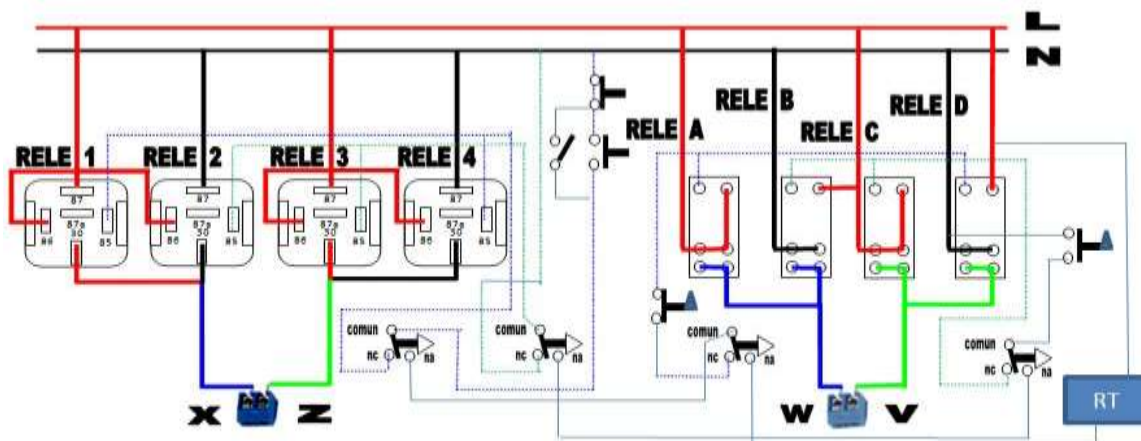 L
N
RELE 1
RELE 2
RELE 3
RELE 4
RELE A
RELE B
RELE C
RELE D
87
87a
86
30
85
87
87a
86
30
85
87
87a
86
30
85
87
87a
86
30
85
comun
nc
na
comun
nc
na
comun
nc
na
comun
nc
na
X
Z
W
V
RT